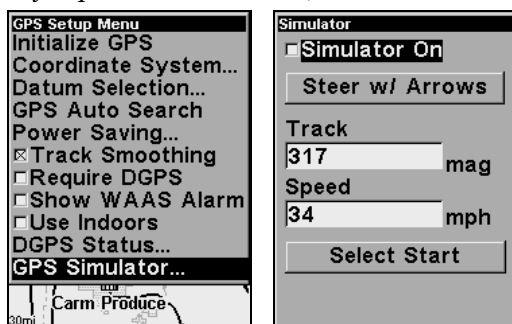 GPS Setup Menu
Initialize GPS
Coordinate System...
Datum Selection...
GPS Auto Search
Power Saving...
Track Smoothing
Require DGPS
Show WAAS Alarm
Use Indoors
DGPS Status...
GPS Simulator...
Carm Produce
30mi
Simulator
Simulator On
Steer w/ Arrows
Track
317 mag
Speed
34 mph
Select Start